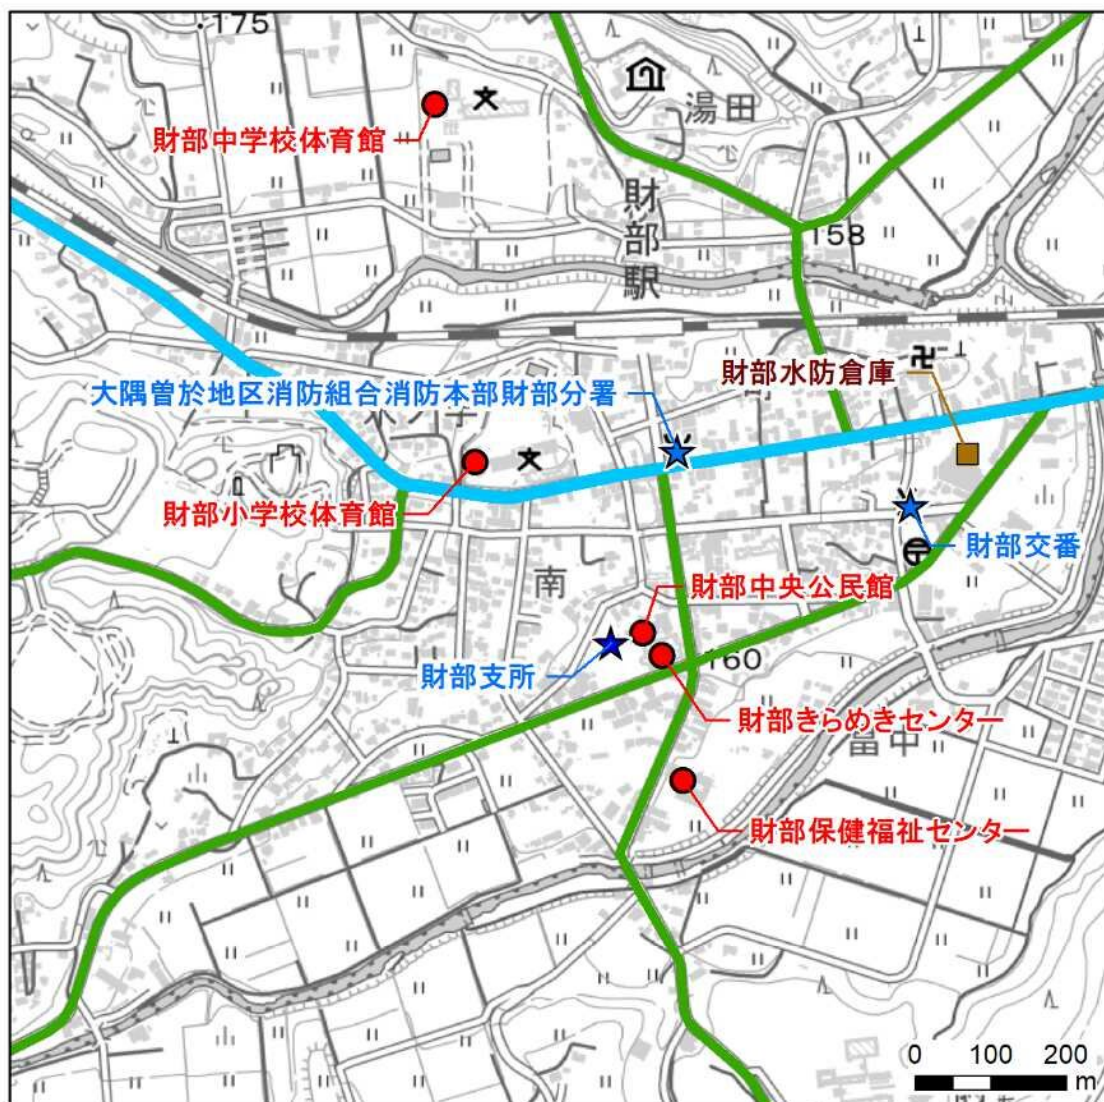 175
湯田
財部中学校体育館
財部駅
158
財部水防倉庫
大隅曽於地区消防組合消防本部財部分署
財部小学校体育館
財部交番
南
財部中央公民館
160
財部支所
財部きらめきセンター
財部保健福祉センター
0 100 200
m